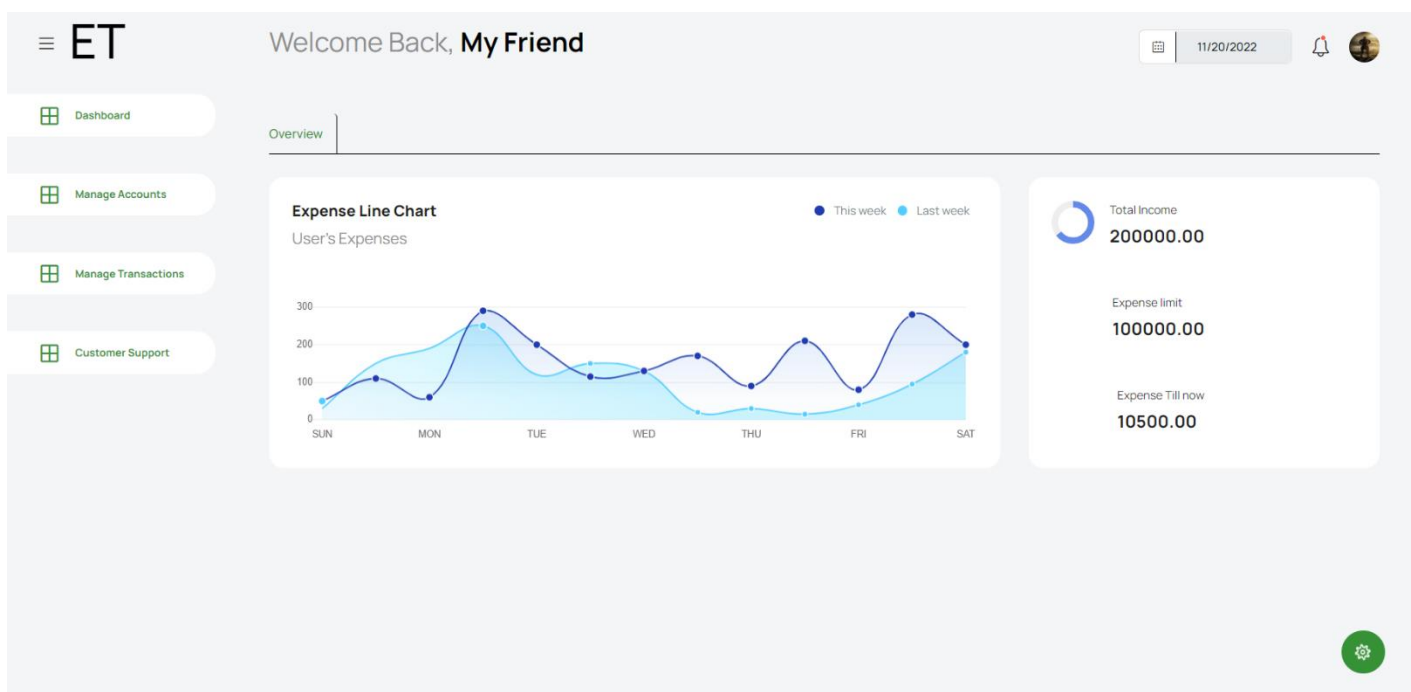 ET
Welcome Back, My Friend
11/20/2022
Dashboard
Manage Accounts
Manage Transactions
Customer Support
Overview
Expense Line Chart
This week Last week
User's Expenses
300
200
100
0
SUN MON TUE WED THU FRI SAT
Total Income
200000.00
Expense limit
100000.00
Expense Till now
10500.00